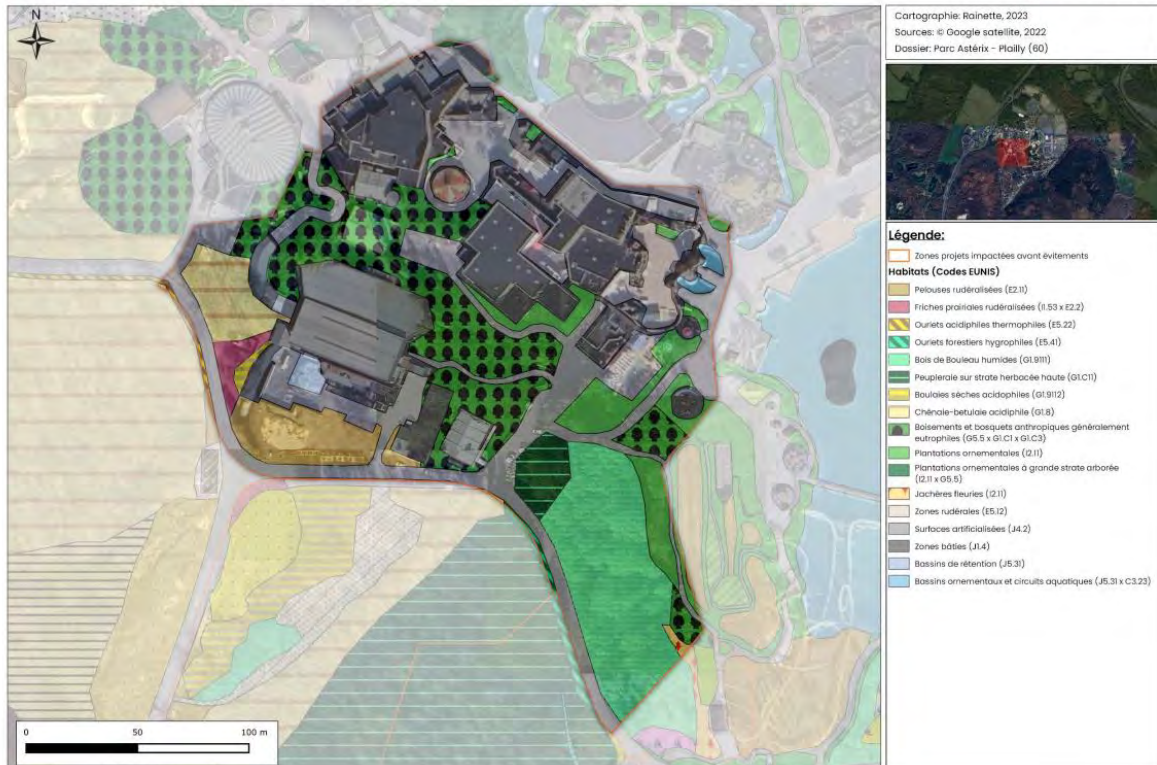 N
Cartographie: Rainette, 2023
Sources: © Google satellite, 2022
Dossier: Parc Astérix - Plailly (60)
Légende:
Zones projets impactées avant évitements
Habitats (Codes EUNIS)
Pelouses rudéralisées (E2.11)
Friches prairiales rudéralisées (I1.53 x E2.2)
Ourlets acidiphiles thermophiles (E5.22)
Ourlets forestiers hygrophiles (E5.41)
Bois de Bouleau humides (G1.9111)
Peupleraie sur strate herbacée haute (G1.C11)
Boulaies sèches acidophiles (G1.9112)
Chênaie-betulaie acidiphile (G1.8)
Boisements et bosquets anthropiques généralement
eutrophiles (G5.5 x G1.C1 x G1.C3)
Plantations ornementales (I2.11)
Plantations ornementales à grande strate arborée
(I2.11 x G5.5)
Jachères fleuries (I2.11)
Zones rudérales (E5.12)
Surfaces artificialisées (J4.2)
Zones bâties (J1.4)
Bassins de rétention (J5.31)
Bassins ornementaux et circuits aquatiques (J5.31 x C3.23)
0 50 100 m